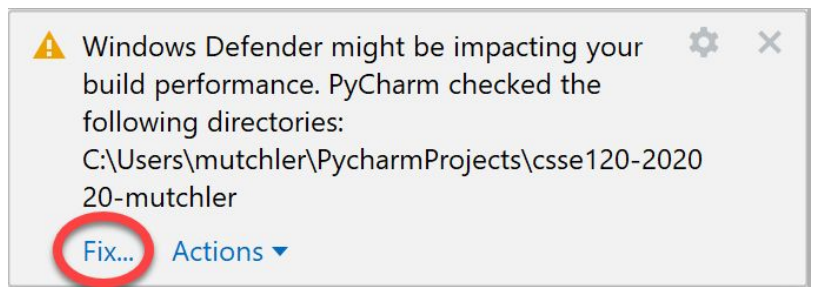 Windows Defender might be impacting your
build performance. PyCharm checked the
following directories:
C:\Users\mutchler\PycharmProjects\csse120-2020
20-mutchler
Fix... Actions